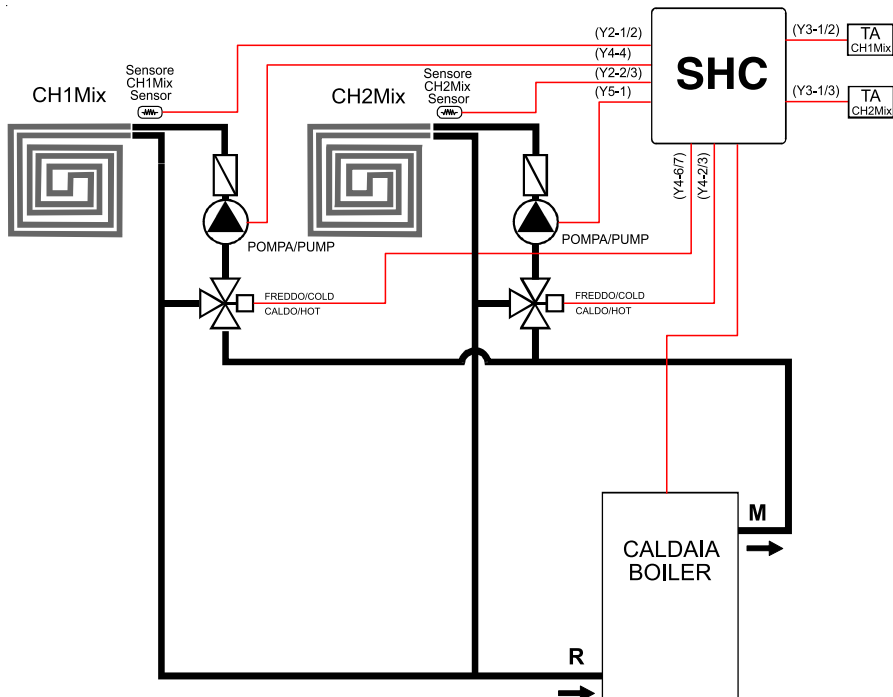 CH1Mix
Sensore
CH1Mix
Sensor
CH2Mix
Sensore
CH2Mix
Sensor
(Y2-1/2)
(Y4-4)
(Y2-2/3)
(Y5-1)
SHC
(Y3-1/2)
TA
CH1Mix
(Y3-1/3)
TA
CH2Mix
(Y4-6/7)
(Y4-2/3)
POMPA/PUMP
POMPA/PUMP
FREDDO/COLD
CALDO/HOT
FREDDO/COLD
CALDO/HOT
M
CALDAIA
BOILER
R